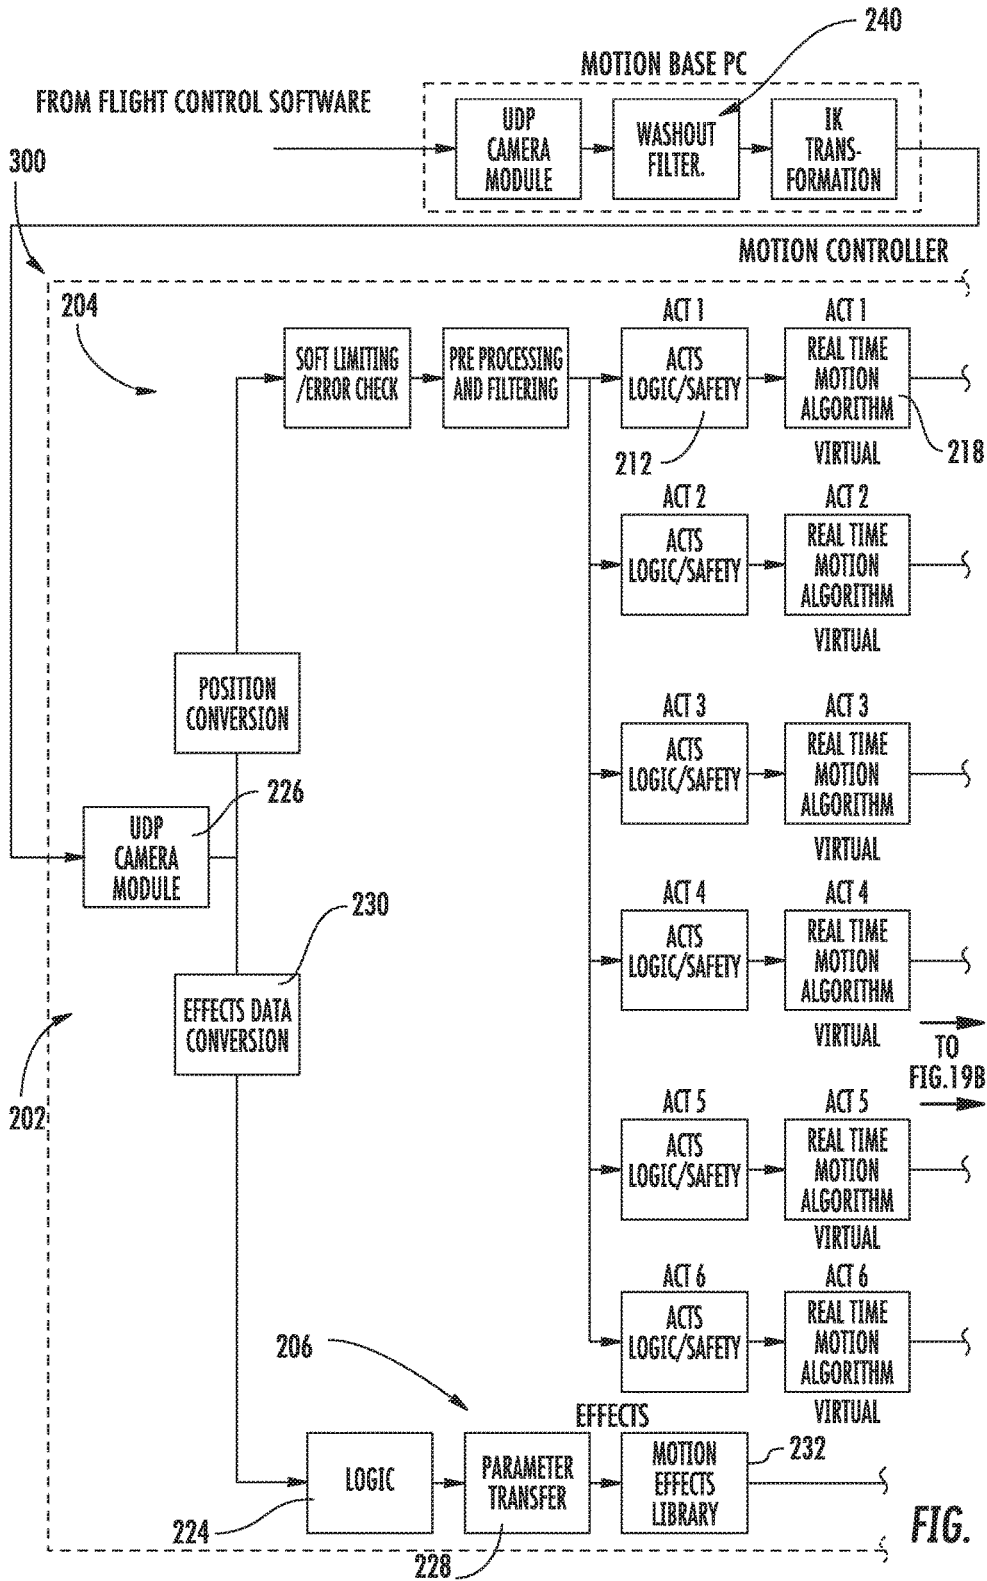 240
MOTION BASE PC
FROM FLIGHT CONTROL SOFTWARE
UDP
CAMERA
MODULE
WASHOUT
FILTER.
IK
TRANS-
FORMATION
300
MOTION CONTROLLER
204
SOFT LIMITING
/ERROR CHECK
PRE PROCESSING
AND FILTERING
ACT 1
ACTS
LOGIC/SAFETY
212
ACT 1
REAL TIME
MOTION
ALGORITHM
VIRTUAL
218
ACT 2
ACTS
LOGIC/SAFETY
ACT 2
REAL TIME
MOTION
ALGORITHM
VIRTUAL
POSITION
CONVERSION
ACT 3
ACTS
LOGIC/SAFETY
ACT 3
REAL TIME
MOTION
ALGORITHM
VIRTUAL
226
UDP
CAMERA
MODULE
ACT 4
ACTS
LOGIC/SAFETY
ACT 4
REAL TIME
MOTION
ALGORITHM
VIRTUAL
230
EFFECTS DATA
CONVERSION
202
TO
FIG.19B
ACT 5
ACTS
LOGIC/SAFETY
ACT 5
REAL TIME
MOTION
ALGORITHM
VIRTUAL
ACT 6
ACTS
LOGIC/SAFETY
ACT 6
REAL TIME
MOTION
ALGORITHM
VIRTUAL
206
EFFECTS
LOGIC
224
PARAMETER
TRANSFER
228
MOTION
EFFECTS
LIBRARY
232
FIG.